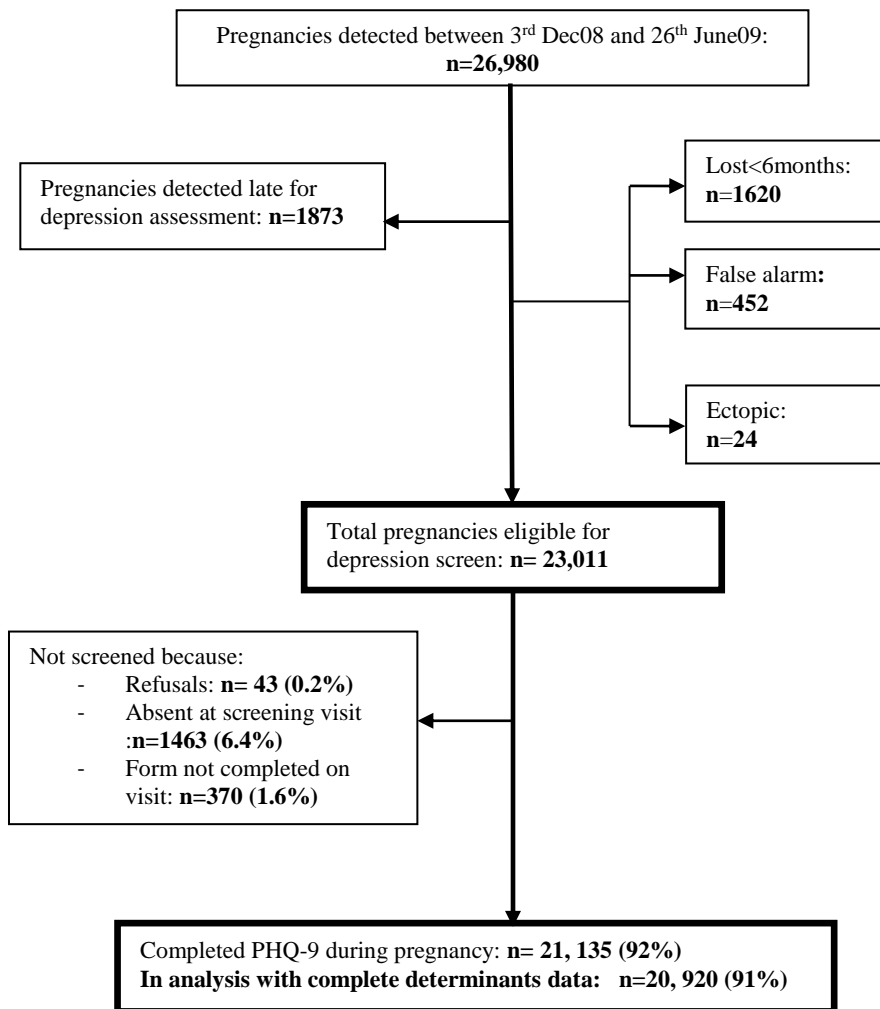 Pregnancies detected between 3rd Dec08 and 26th June09:
n=26,980
Pregnancies detected late for
depression assessment: n=1873
Lost<6months:
n=1620
False alarm:
n=452
Ectopic:
n=24
Total pregnancies eligible for
depression screen: n= 23,011
Not screened because:
- Refusals: n= 43 (0.2%)
- Absent at screening visit
:n=1463 (6.4%)
- Form not completed on
visit: n=370 (1.6%)
Completed PHQ-9 during pregnancy: n= 21, 135 (92%)
In analysis with complete determinants data: n=20, 920 (91%)